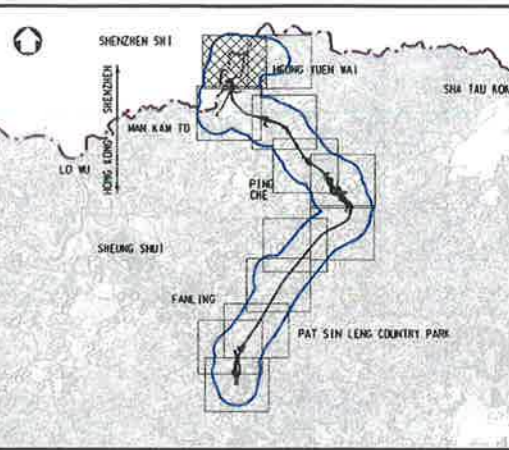 SHENZHEN SHI
HEUNG YUEN WAI
SHENZHEN
HONG KONG
SHA TAU KOK
MAN KAM TO
LO WU
PING
CHE
SHEUNG SHUI
FANLING
PAT SIN LENG COUNTRY PARK